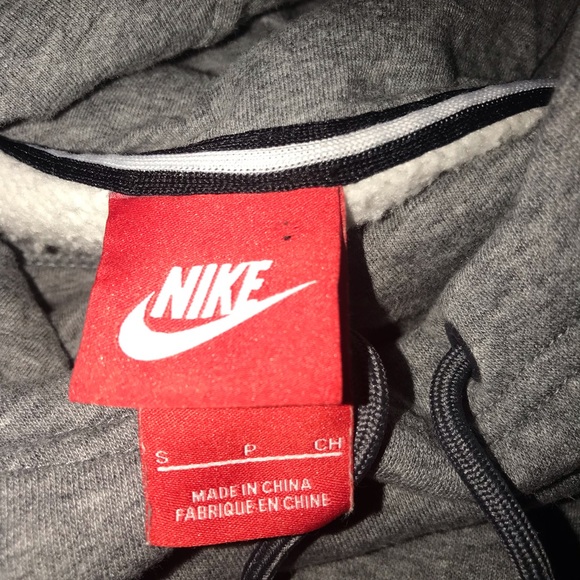 NIKE
S P CH
MADE IN CHINA
FABRIQUE EN CHINE